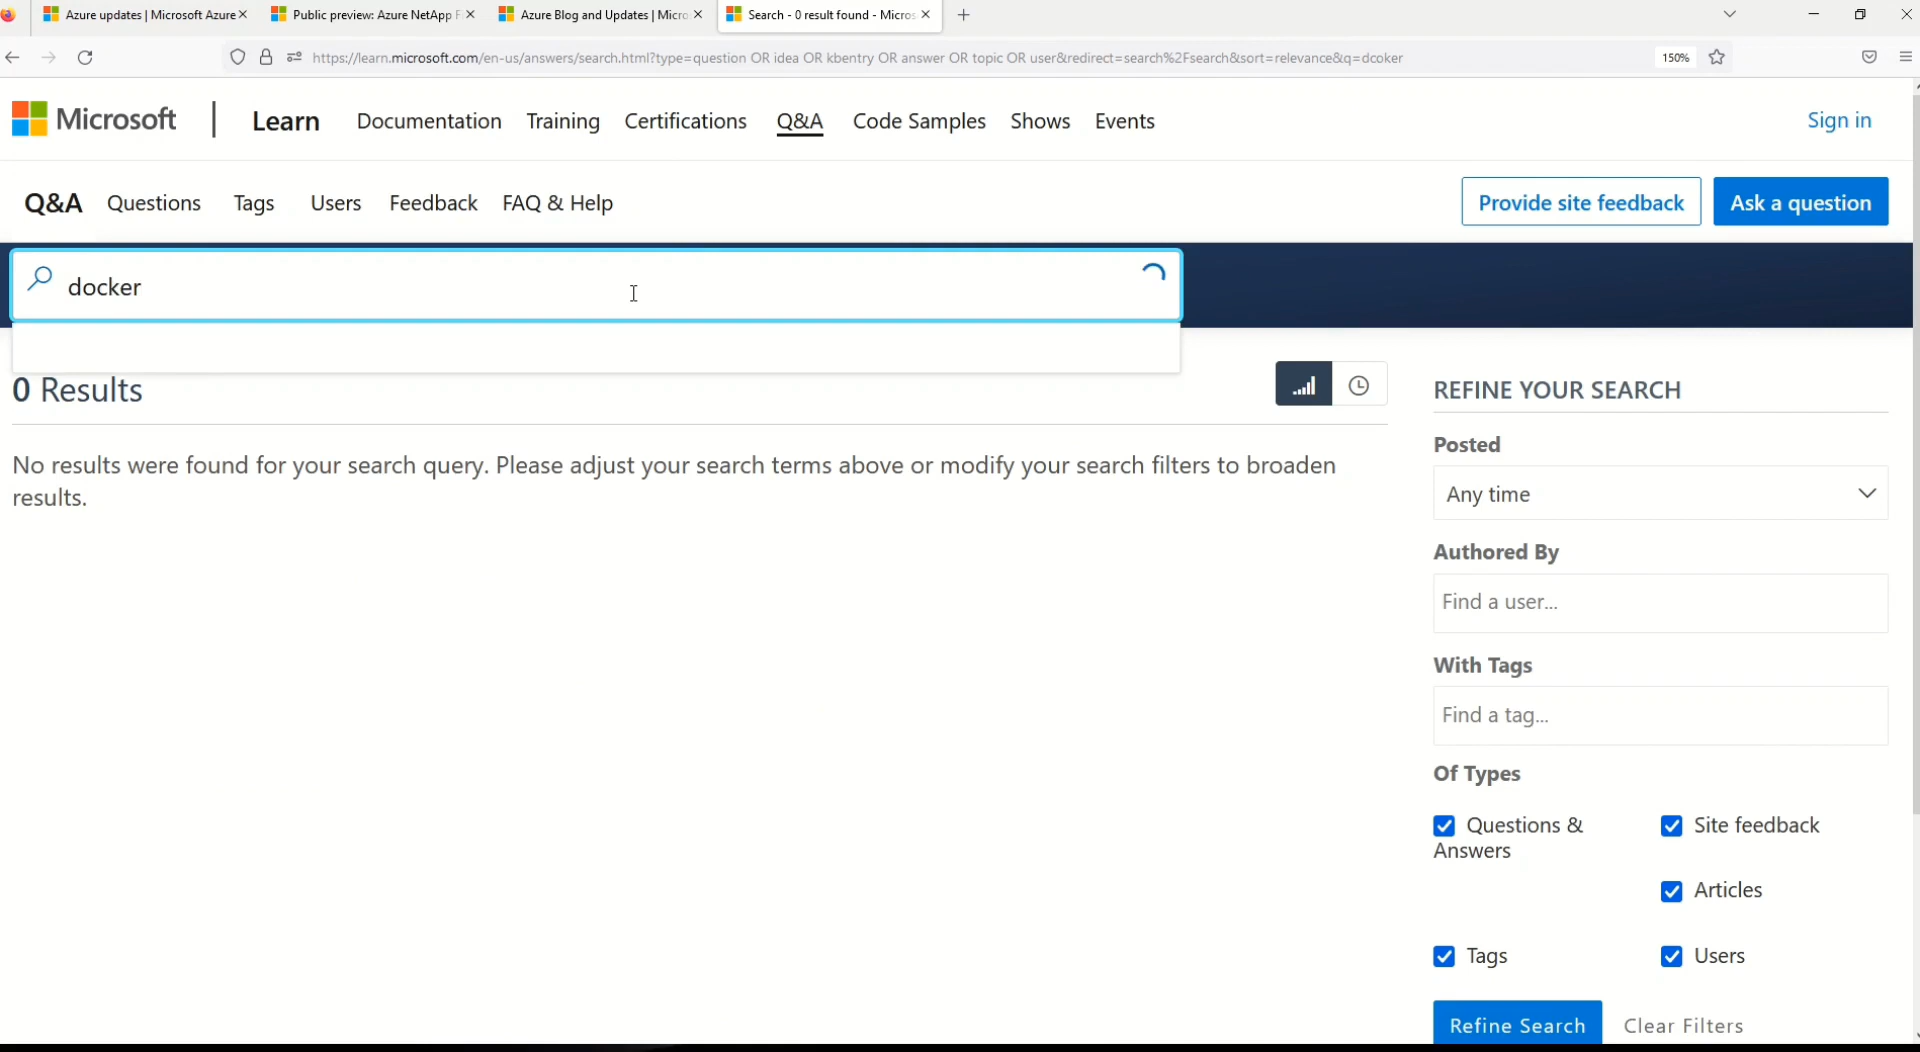 Azure updates | Microsoft Azure
Public preview: Azure NetApp F
Azure Blog and Updates | Micro
Search - 0 result found - Micros
https://learn.microsoft.com/en-us/answers/search.html?type=question OR idea OR kbentry OR answer OR topic OR user&redirect=search%2Fsearch&sort=relevance&q=dcoker
150%
Microsoft | Learn Documentation Training Certifications Q&A Code Samples Shows Events Sign in
Q&A Questions Tags Users Feedback FAQ & Help Provide site feedback Ask a question
docker
0 Results
No results were found for your search query. Please adjust your search terms above or modify your search filters to broaden
results.
REFINE YOUR SEARCH
Posted
Any time
Authored By
Find a user...
With Tags
Find a tag...
Of Types
Questions &
Answers
Site feedback
Articles
Tags
Users
Refine Search Clear Filters